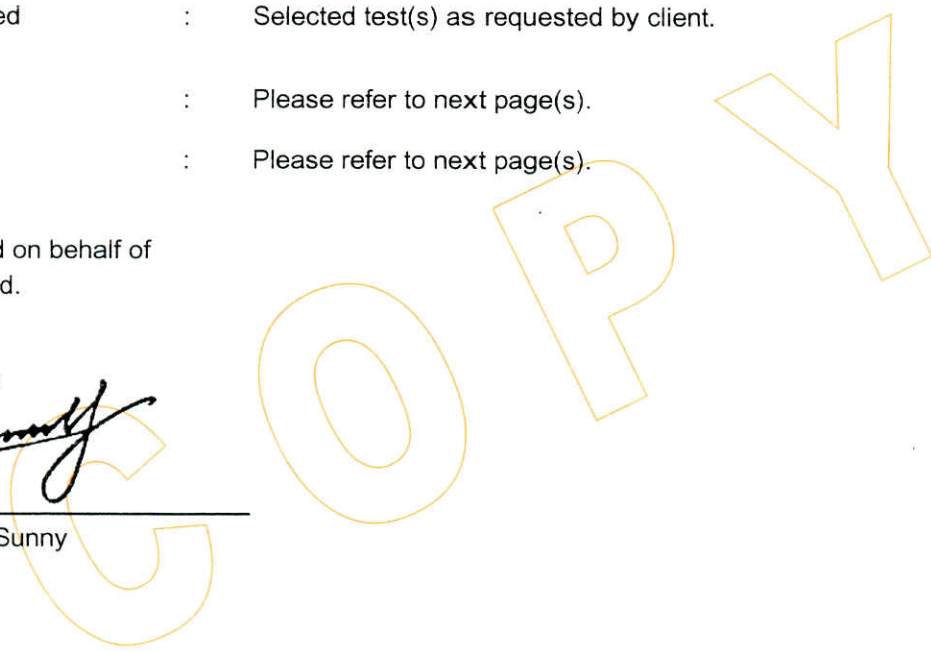 ed : Selected test(s) as requested by client.
: Please refer to next page(s).
: Please refer to next page(s).
d on behalf of
d.
Sunny
COPY